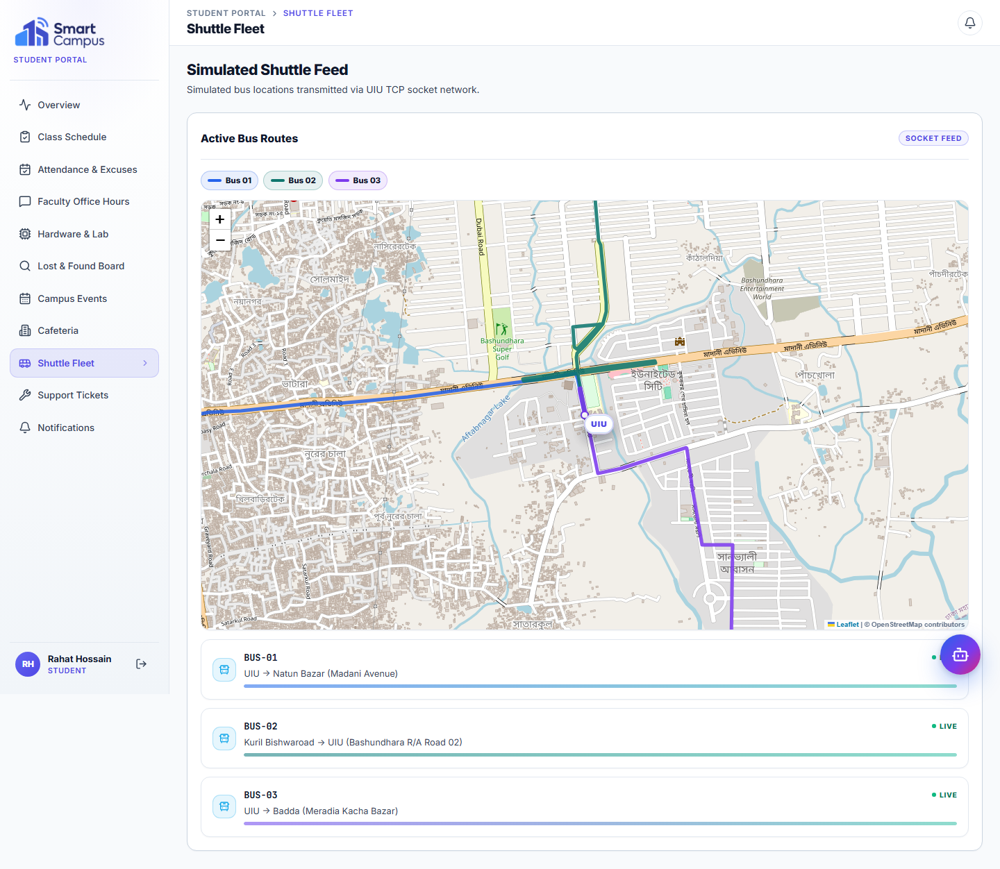 Smart
Campus
STUDENT PORTAL
Overview
Class Schedule
Attendance & Excuses
Faculty Office Hours
Hardware & Lab
Lost & Found Board
Campus Events
Cafeteria
Shuttle Fleet
Support Tickets
Notifications
RH
Rahat Hossain
STUDENT
STUDENT PORTAL > SHUTTLE FLEET
Shuttle Fleet
Simulated Shuttle Feed
Simulated bus locations transmitted via UIU TCP socket network.
Active Bus Routes
SOCKET FEED
Bus 01
Bus 02
Bus 03
+
−
Road
Dubai Road
নাসিরেরটেক
সোলমাইদ
নয়ানগর
কাঁঠালদিয়া
পাঁচদীরটেক
Bashundhara
Entertainment
World
Bashundhara
Super
Golf
Road 3
Road 1
Road 3
ভাটারা
মাদানী এভিনিউ
মাদানী এভিনিউ
মাদানী এভিনিউ
মাদানী এভিনিউ
মাদানী এভিনিউ
ইউনাইটেড
সিটি
পাঁচখোলা
Aftabnagar Lake
UIU
নুরের চালা
খিলবাড়িরটেক
পূর্ব নুরের চালা
Graveyard Road
Satarkul Road
Satarkul Road
সাতারকুল
সানভ্যালী
আবাসন
Leaflet | © OpenStreetMap contributors
BUS-01
UIU → Natun Bazar (Madani Avenue)
BUS-02
LIVE
Kuril Bishwaroad → UIU (Bashundhara R/A Road 02)
BUS-03
LIVE
UIU → Badda (Meradia Kacha Bazar)